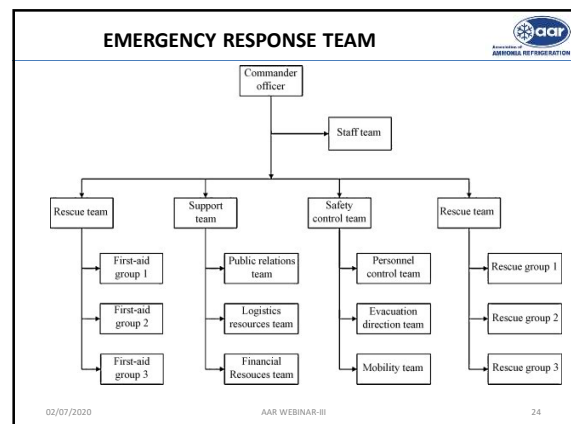 EMERGENCY RESPONSE TEAM
aar
Association of
AMMONIA REFRIGERATION
Commander
officer
Staff team
Rescue team
Support
team
Safety
control team
Rescue team
First-aid
group 1
Public relations
team
Personnel
control team
Rescue group 1
First-aid
group 2
Logistics
resources team
Evacuation
direction team
Rescue group 2
First-aid
group 3
Financial
Resouces team
Mobility team
Rescue group 3
02/07/2020
AAR WEBINAR-III
24